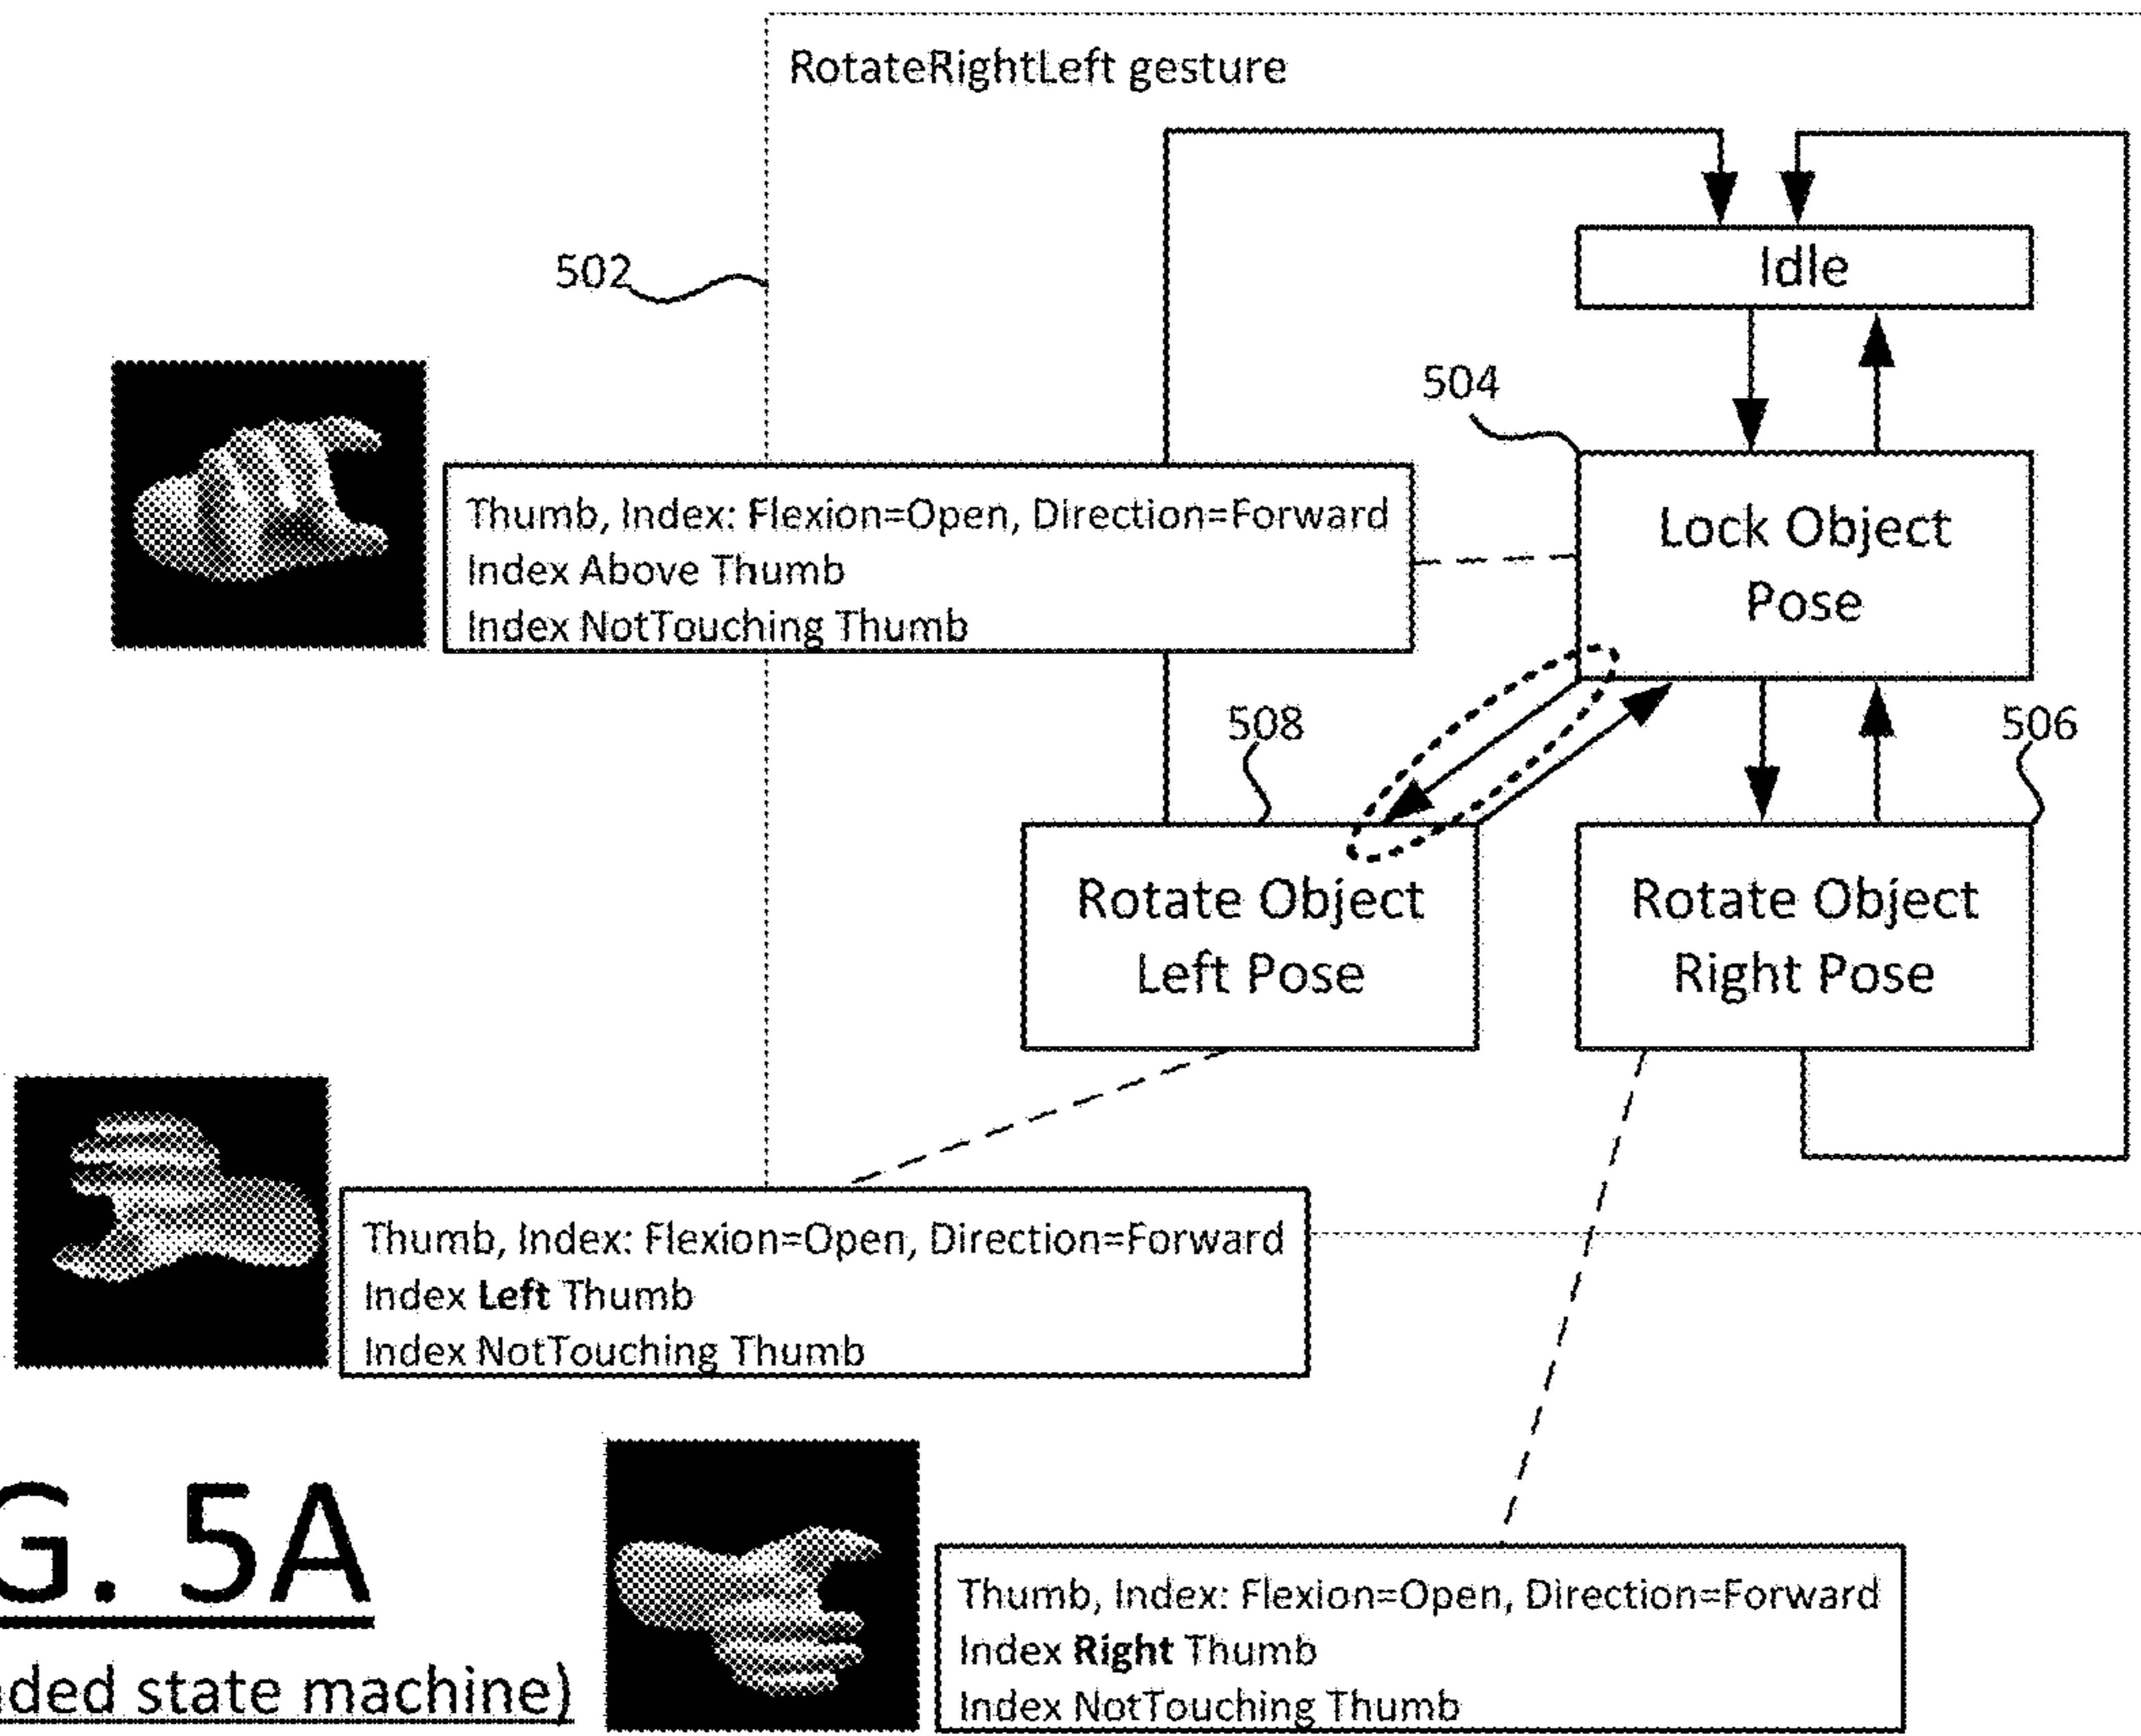 RotateRightLeft gesture
Idle
502
504
Thumb, Index: Flexion=Open, Direction=Forward
Index Above Thumb
Index NotTouching Thumb
Lock Object
Pose
508
506
Rotate Object
Left Pose
Rotate Object
Right Pose
Thumb, Index: Flexion=Open, Direction=Forward
Index Left Thumb
Index NotTouching Thumb
G. 5A
ded state machine)
Thumb, Index: Flexion=Open, Direction=Forward
Index Right Thumb
Index NotTouching Thumb